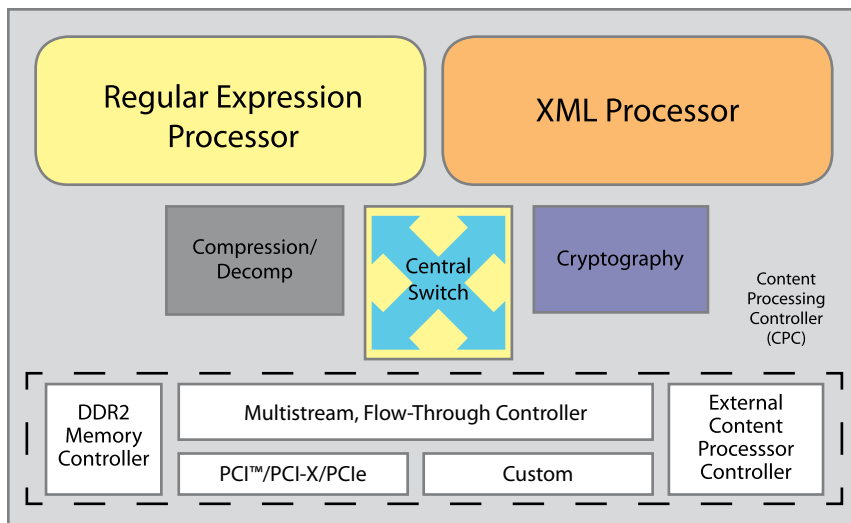 Regular Expression
Processor
XML Processor
Compression/
Decomp
Central
Switch
Cryptography
Content
Processing
Controller
(CPC)
DDR2
Memory
Controller
Multistream, Flow-Through Controller
PCI™/PCI-X/PCIe
Custom
External
Content
Processsor
Controller